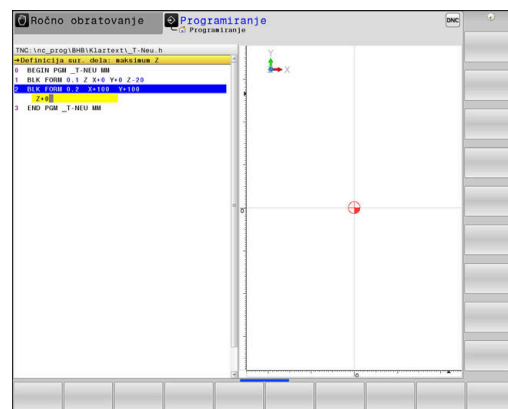 Ročno obratovanje
Programiranje
Programiranje
DNC
TNC:\nc_prog\BHB\Klartext\_T-Neu.h
→Definicija sur. dela: maksimum Z
0 BEGIN PGM _T-NEU MM
1 BLK FORM 0.1 Z X+0 Y+0 Z-20
2 BLK FORM 0.2 X+100 Y+100
Z+0
3 END PGM _T-NEU MM
Y
X
0
0